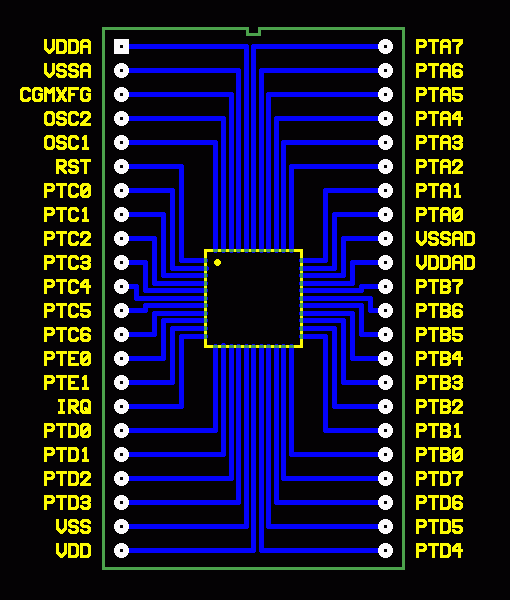 VDDA PTA7
VSSA PTA6
CGMXFG PTA5
OSC2 PTA4
OSC1 PTA3
RST PTA2
PTC0 PTA1
PTC1 PTA0
PTC2 VSSAD
PTC3 VDDAD
PTC4 PTB7
PTC5 PTB6
PTC6 PTB5
PTE0 PTB4
PTE1 PTB3
IRQ PTB2
PTD0 PTB1
PTD1 PTB0
PTD2 PTD7
PTD3 PTD6
VSS PTD5
VDD PTD4